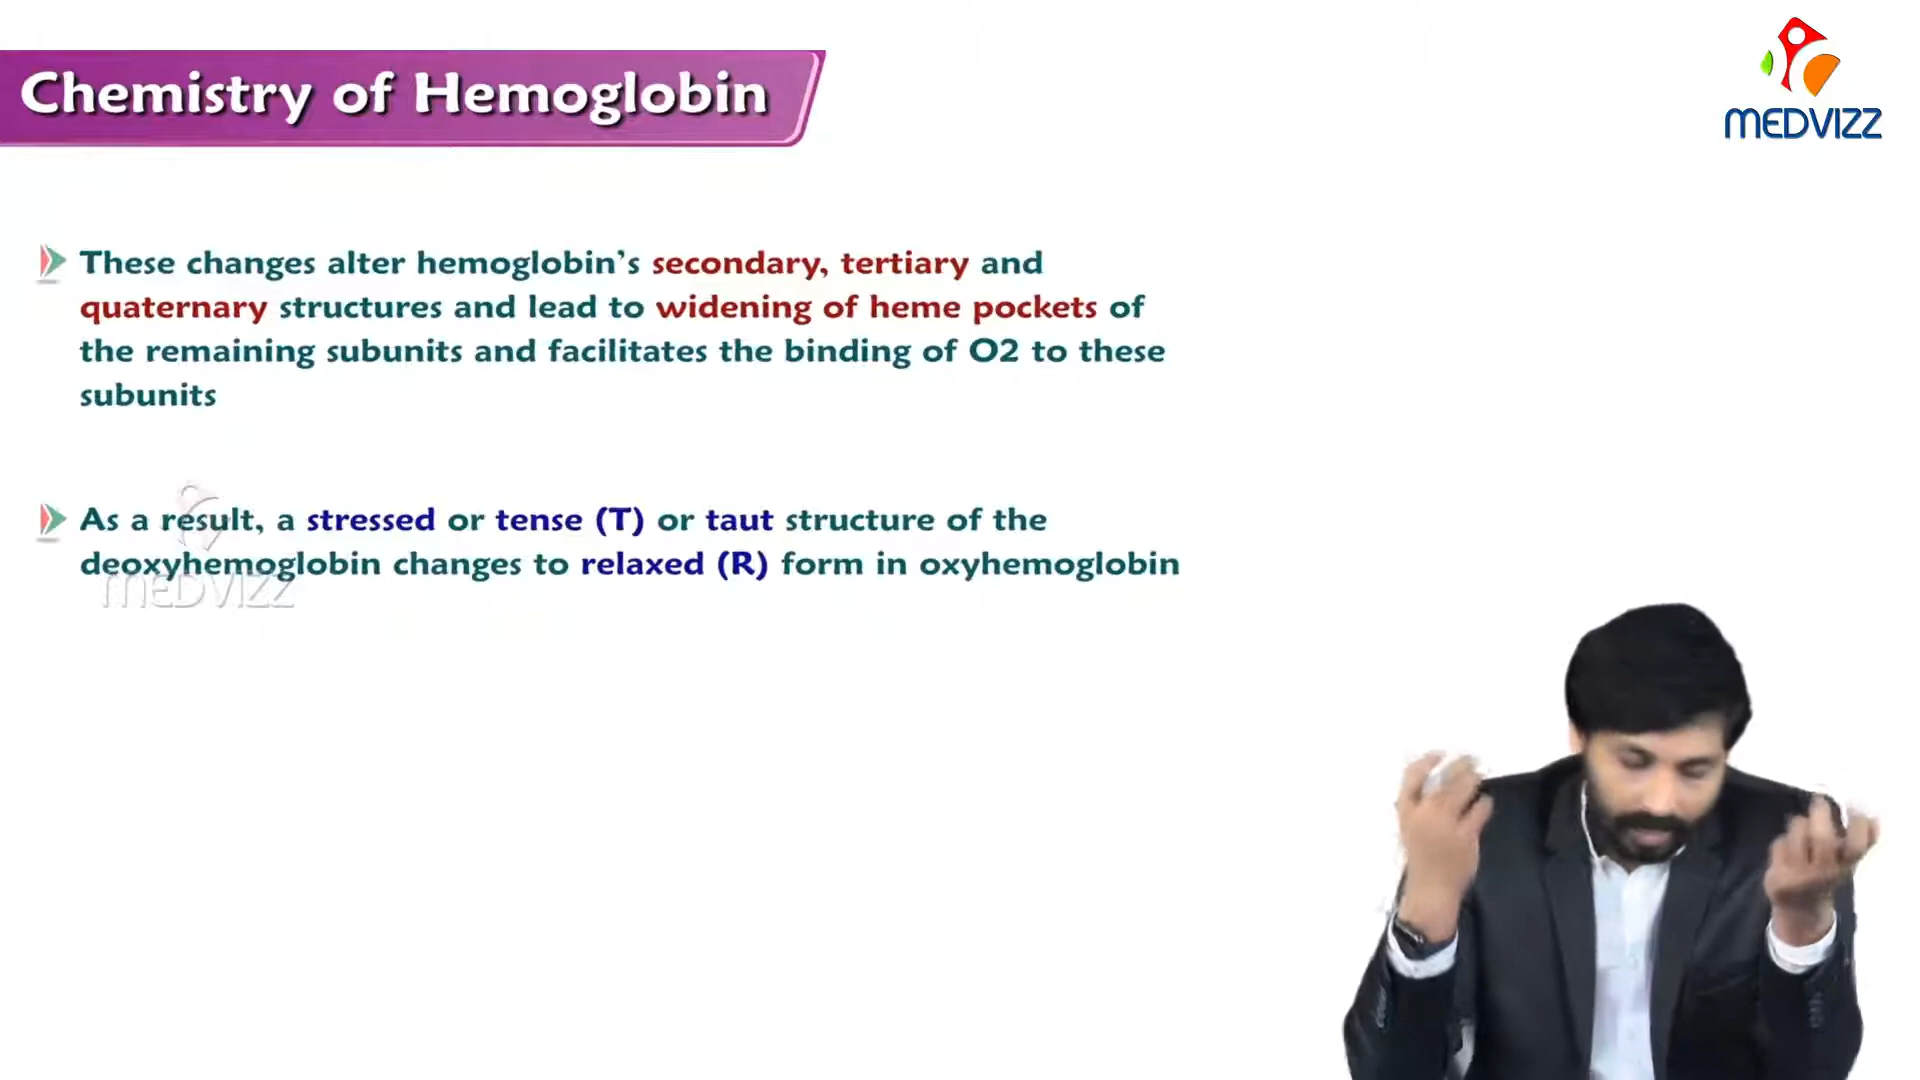 Chemistry of Hemoglobin
MEDVIZZ
These changes alter hemoglobin’s secondary, tertiary and
quaternary structures and lead to widening of heme pockets of
the remaining subunits and facilitates the binding of O2 to these
subunits
As a result, a stressed or tense (T) or taut structure of the
deoxyhemoglobin changes to relaxed (R) form in oxyhemoglobin
MEDVIZZ